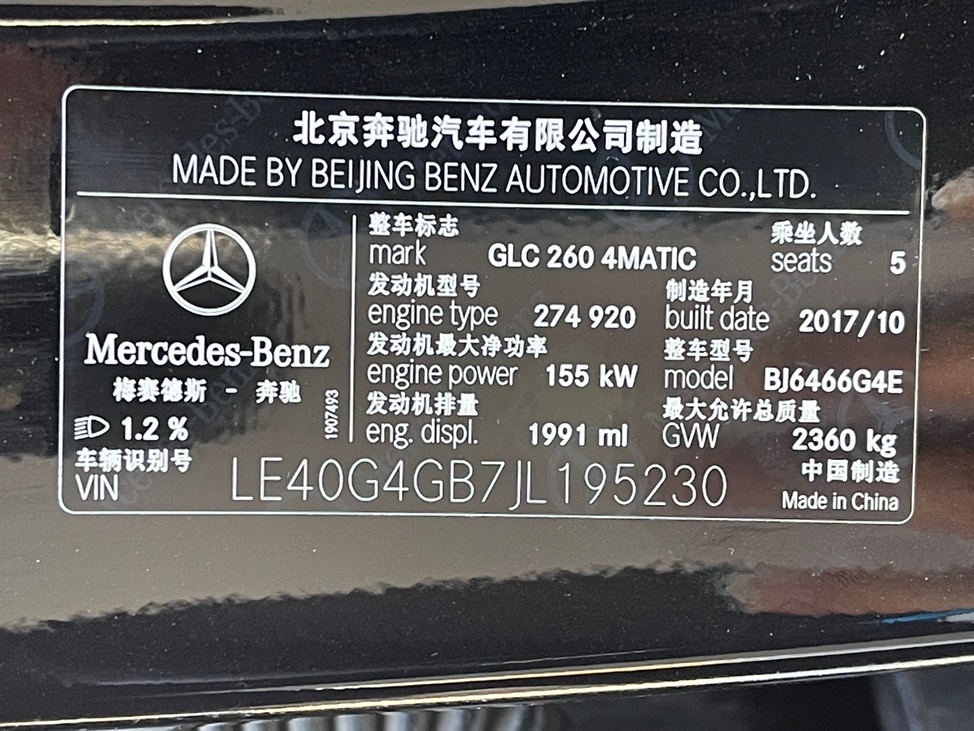 北京奔驰汽车有限公司制造
MADE BY BEIJING BENZ AUTOMOTIVE CO.,LTD.
Mercedes-Benz
梅赛德斯 - 奔驰
1.2 %
1907493
整车标志
mark GLC 260 4MATIC
乘坐人数
seats 5
发动机型号
engine type 274 920
制造年月
built date 2017/10
发动机最大净功率
engine power 155 kW
整车型号
model BJ6466G4E
发动机排量
eng. displ. 1991 ml
最大允许总质量
GVW 2360 kg
车辆识别号
VIN LE40G4GB7JL195230
中国制造
Made in China